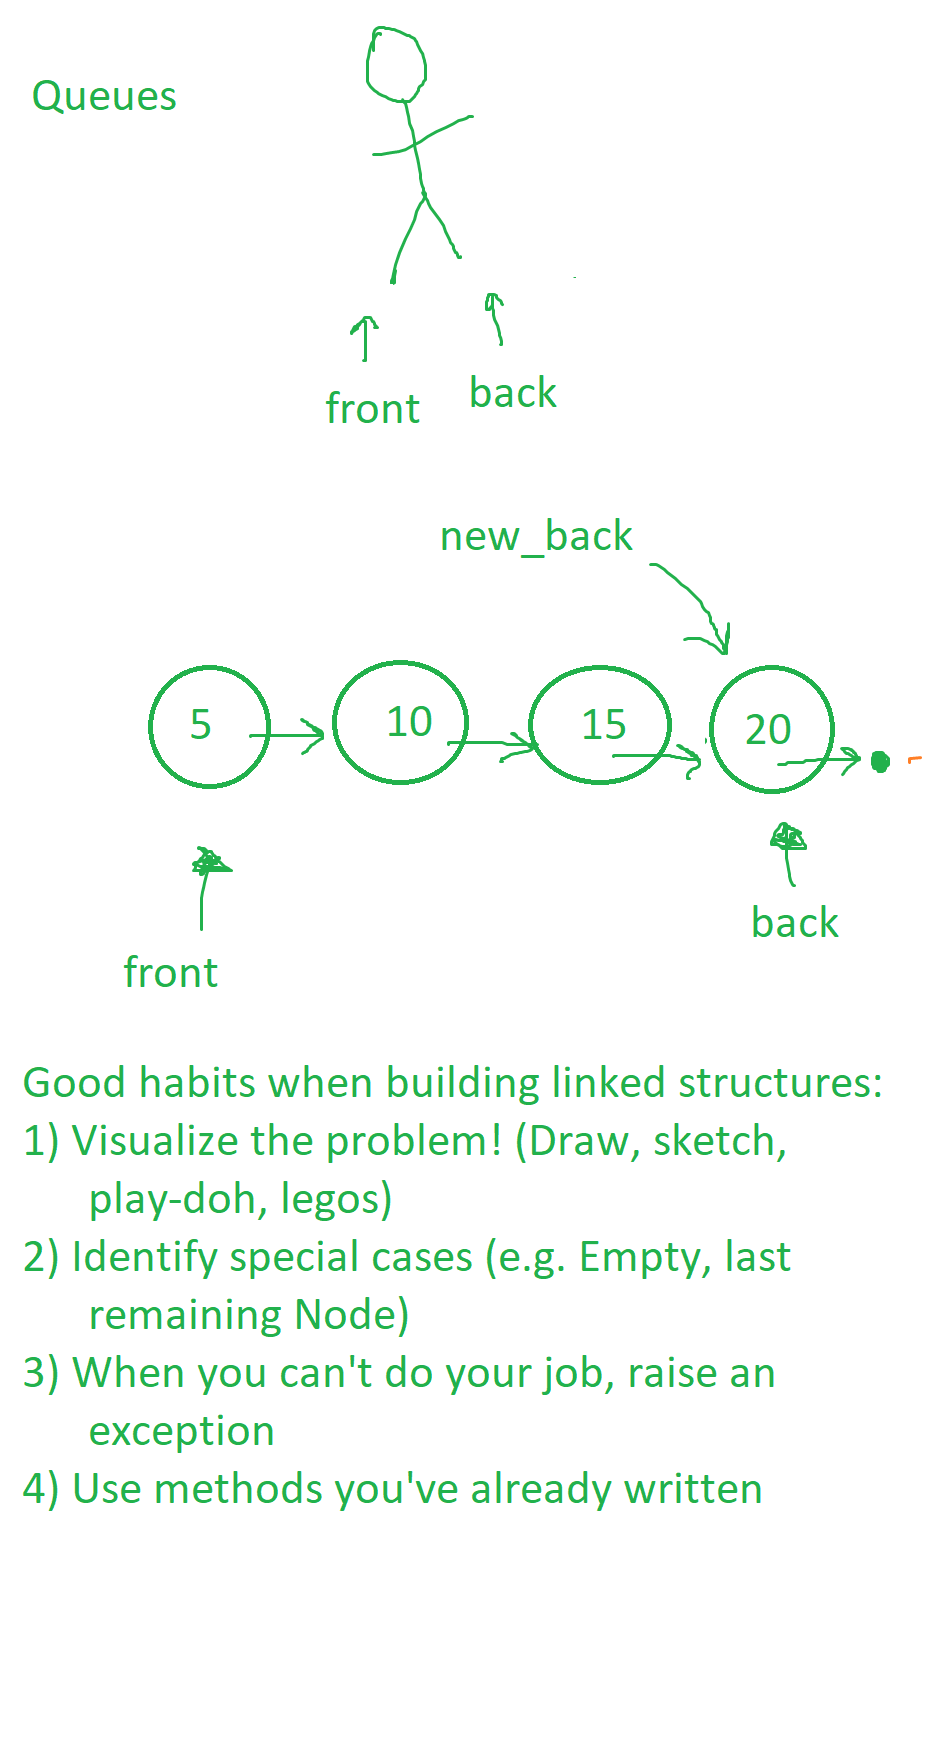 Queues
front
back
new_back
5
10
15
20
front
back
Good habits when building linked structures:
1) Visualize the problem! (Draw, sketch,
play-doh, legos)
2) Identify special cases (e.g. Empty, last
remaining Node)
3) When you can't do your job, raise an
exception
4) Use methods you've already written